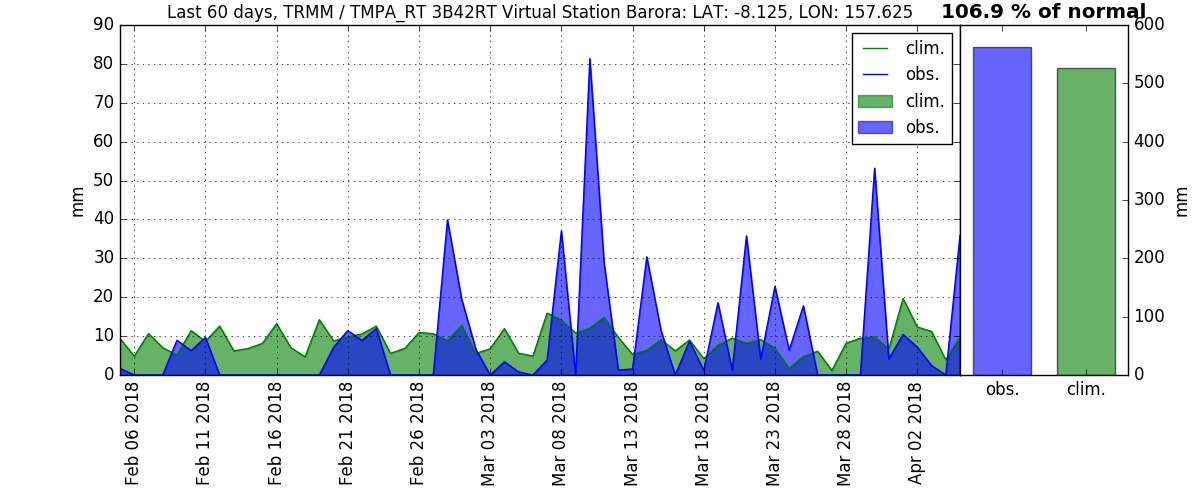 Last 60 days, TRMM / TMPA_RT 3B42RT Virtual Station Barora: LAT: -8.125, LON: 157.625
106.9 % of normal
90
80
70
60
50
40
30
20
10
0
mm
clim.
obs.
clim.
obs.
Feb 06 2018
Feb 11 2018
Feb 16 2018
Feb 21 2018
Feb 26 2018
Mar 03 2018
Mar 08 2018
Mar 13 2018
Mar 18 2018
Mar 23 2018
Mar 28 2018
Apr 02 2018
600
500
400
300
200
100
0
mm
obs.
clim.